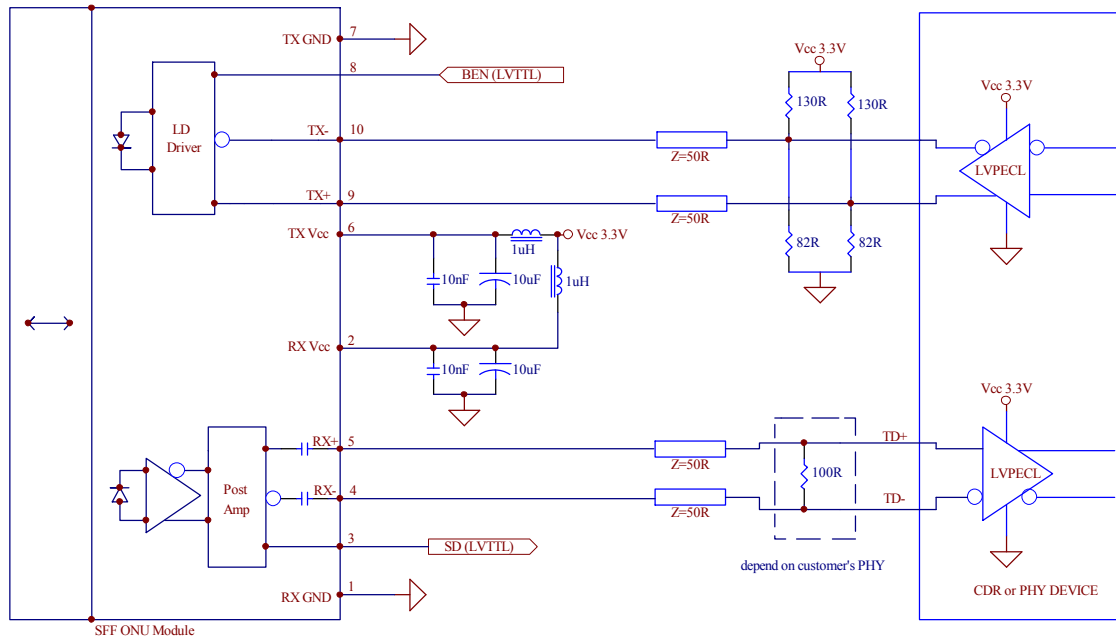 TX GND
7
8
BEN (LVTTL)
LD
Driver
TX-
10
Z=50R
Vcc 3.3V
130R
130R
Vcc 3.3V
LVPECL
TX+
9
Z=50R
82R
82R
TX Vcc
6
1uH
Vcc 3.3V
10nF
10uF
1uH
RX Vcc
2
10nF
10uF
Post
Amp
RX+
5
Z=50R
RX-
4
Z=50R
100R
TD+
TD-
Vcc 3.3V
LVPECL
3
SD (LVTTL)
depend on customer's PHY
RX GND
1
CDR or PHY DEVICE
SFF ONU Module